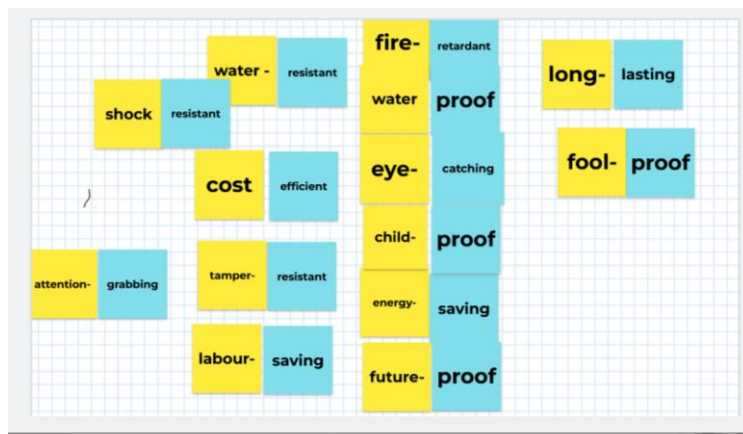 fire- retardant
water - resistant
long- lasting
shock resistant
water proof
fool- proof
eye- catching
cost efficient
child- proof
attention- grabbing
tamper- resistant
energy- saving
labour- saving
future- proof